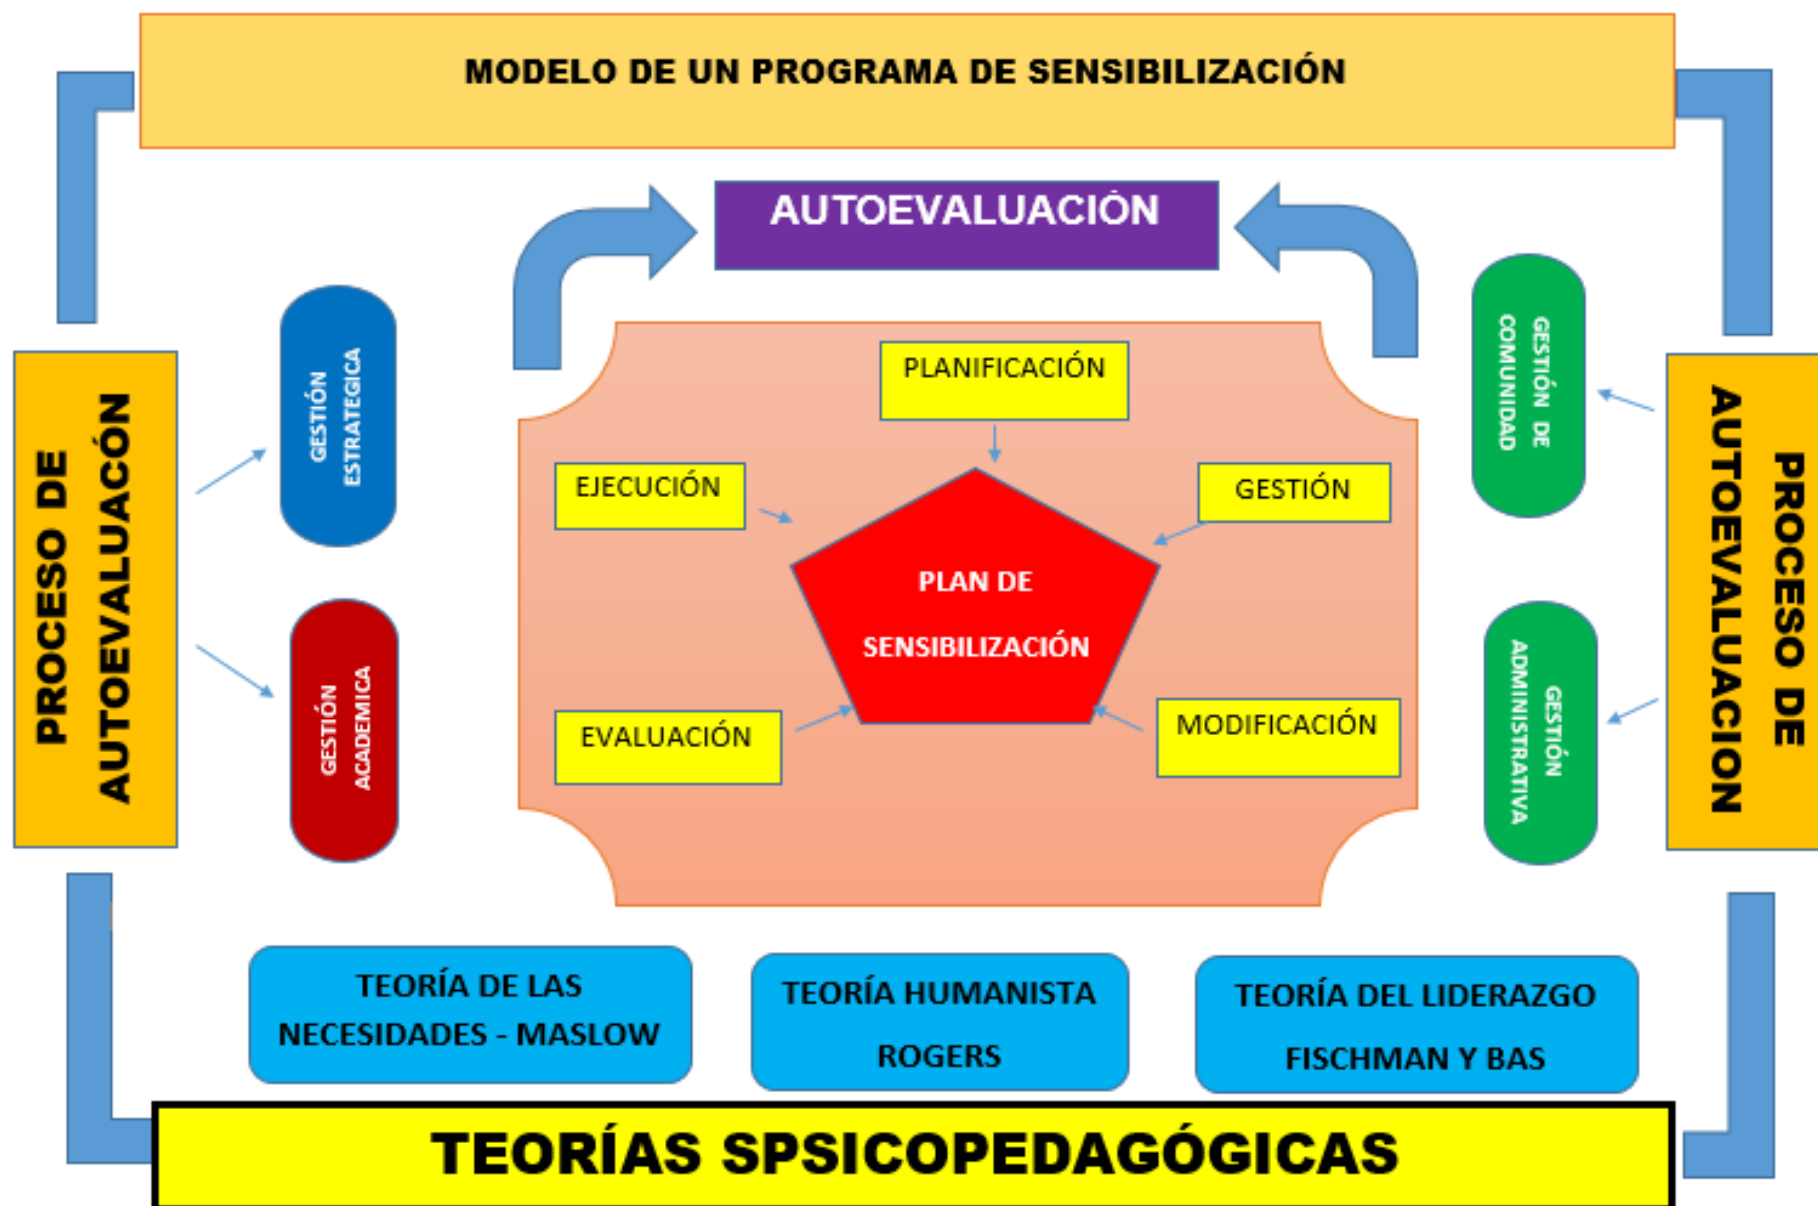 MODELO DE UN PROGRAMA DE SENSIBILIZACIÓN
AUTOEVALUACIÓN
PROCESO DE
AUTOEVALUACÓN
GESTIÓN
ESTRATEGICA
GESTIÓN
ACADEMICA
PLANIFICACIÓN
EJECUCIÓN
GESTIÓN
PLAN DE
SENSIBILIZACIÓN
EVALUACIÓN
MODIFICACIÓN
GESTIÓN DE
COMUNIDAD
GESTIÓN
ADMINISTRATIVA
PROCESO DE
AUTOEVALUACION
TEORÍA DE LAS
NECESIDADES - MASLOW
TEORÍA HUMANISTA
ROGERS
TEORÍA DEL LIDERAZGO
FISCHMAN Y BAS
TEORÍAS SPSICOPEDAGÓGICAS